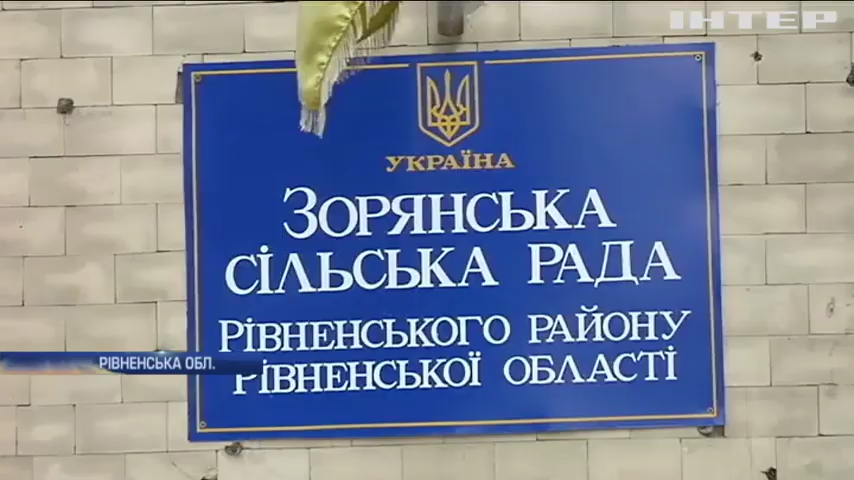 ІНТЕР
УКРАЇНА
ЗОРЯНСЬКА
СІЛЬСЬКА РАДА
РІВНЕНСЬКОГО РАЙОНУ
РІВНЕНСЬКОЇ ОБЛАСТІ
РІВНЕНСЬКА ОБЛ.